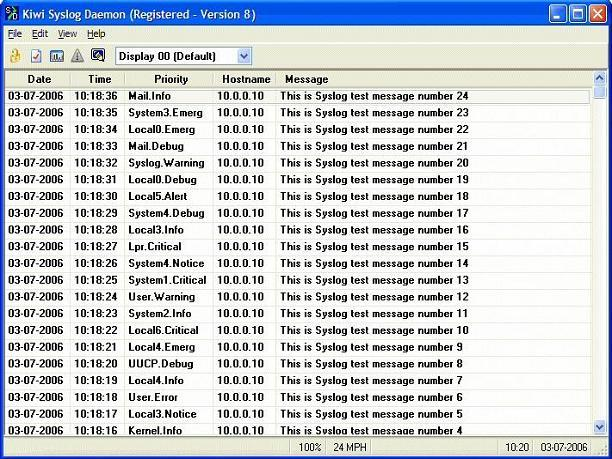 Kiwi Syslog Daemon (Registered - Version 8)
File Edit View Help
Display 00 (Default)
Date Time Priority Hostname Message
03-07-2006 10:18:36 Mail.Info 10.0.0.10 This is Syslog test message number 24
03-07-2006 10:18:35 System3.Emerg 10.0.0.10 This is Syslog test message number 23
03-07-2006 10:18:34 Local0.Emerg 10.0.0.10 This is Syslog test message number 22
03-07-2006 10:18:33 Mail.Debug 10.0.0.10 This is Syslog test message number 21
03-07-2006 10:18:32 Syslog.Warning 10.0.0.10 This is Syslog test message number 20
03-07-2006 10:18:31 Local0.Debug 10.0.0.10 This is Syslog test message number 19
03-07-2006 10:18:30 Local5.Alert 10.0.0.10 This is Syslog test message number 18
03-07-2006 10:18:29 System4.Debug 10.0.0.10 This is Syslog test message number 17
03-07-2006 10:18:28 Local3.Info 10.0.0.10 This is Syslog test message number 16
03-07-2006 10:18:27 Lpr.Critical 10.0.0.10 This is Syslog test message number 15
03-07-2006 10:18:26 System4.Notice 10.0.0.10 This is Syslog test message number 14
03-07-2006 10:18:25 System1.Critical 10.0.0.10 This is Syslog test message number 13
03-07-2006 10:18:24 User.Warning 10.0.0.10 This is Syslog test message number 12
03-07-2006 10:18:23 System2.Info 10.0.0.10 This is Syslog test message number 11
03-07-2006 10:18:22 Local6.Critical 10.0.0.10 This is Syslog test message number 10
03-07-2006 10:18:21 Local4.Emerg 10.0.0.10 This is Syslog test message number 9
03-07-2006 10:18:20 UUCP.Debug 10.0.0.10 This is Syslog test message number 8
03-07-2006 10:18:19 Local4.Info 10.0.0.10 This is Syslog test message number 7
03-07-2006 10:18:18 User.Error 10.0.0.10 This is Syslog test message number 6
03-07-2006 10:18:17 Local3.Notice 10.0.0.10 This is Syslog test message number 5
03-07-2006 10:18:16 Kernel.Info 10.0.0.10 This is Syslog test message number 4
100% 24 MPH 10:20 03-07-2006